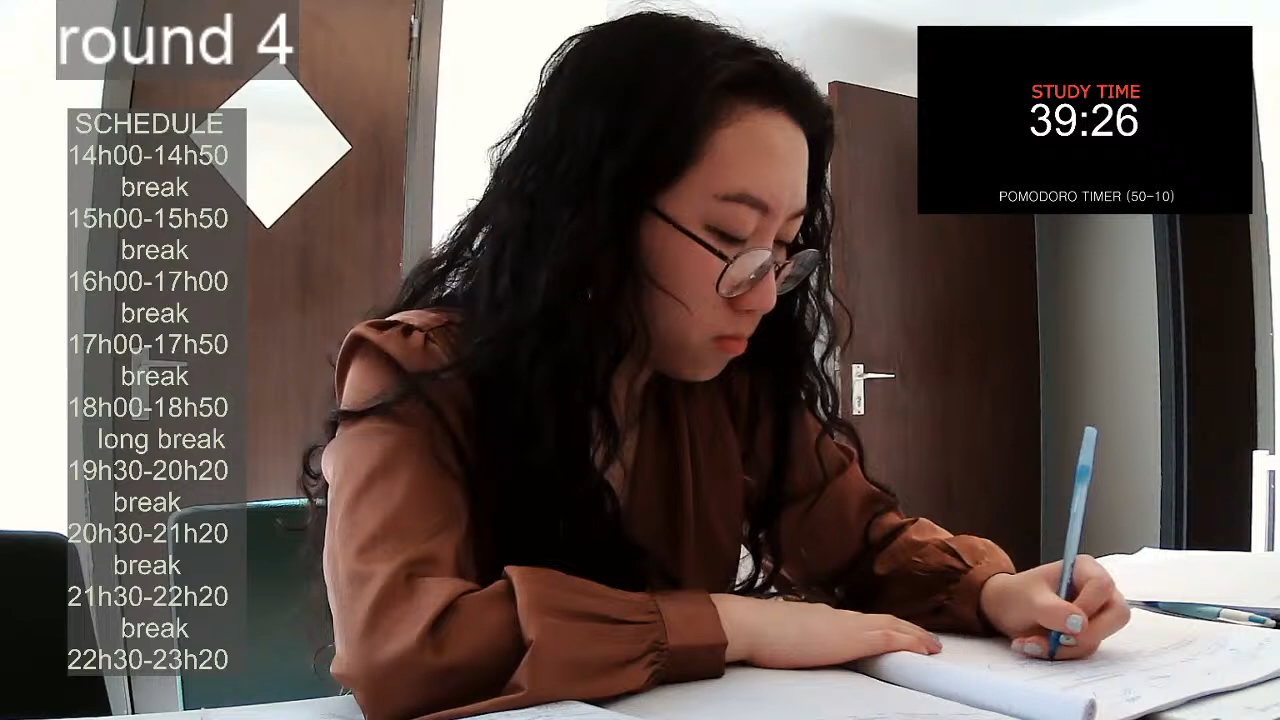 round 4
SCHEDULE
14h00-14h50
break
15h00-15h50
break
16h00-17h00
break
17h00-17h50
break
18h00-18h50
long break
19h30-20h20
break
20h30-21h20
break
21h30-22h20
break
22h30-23h20
STUDY TIME
39:26
POMODORO TIMER (50-10)